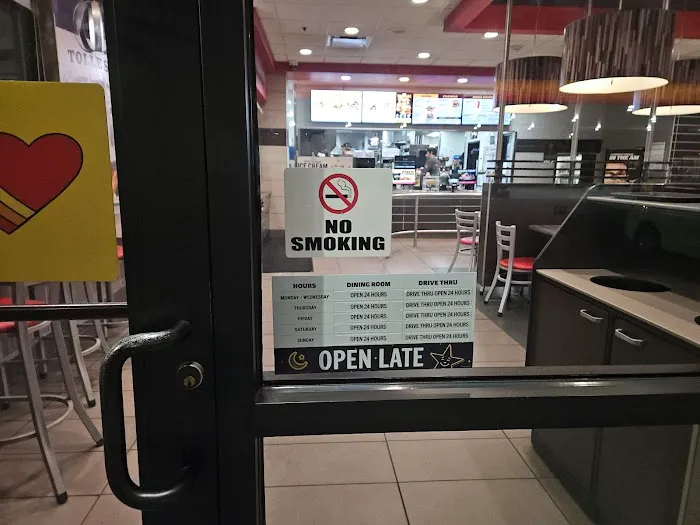 TOLLE
ICE CREAM
NO
SMOKING
HOURS DINING ROOM DRIVE THRU
MONDAY - WEDNESDAY OPEN 24 HOURS DRIVE THRU OPEN 24 HOURS
THURSDAY OPEN 24 HOURS DRIVE THRU OPEN 24 HOURS
FRIDAY OPEN 24 HOURS DRIVE THRU OPEN 24 HOURS
SATURDAY OPEN 24 HOURS DRIVE THRU OPEN 24 HOURS
SUNDAY OPEN 24 HOURS DRIVE THRU OPEN 24 HOURS
OPEN LATE